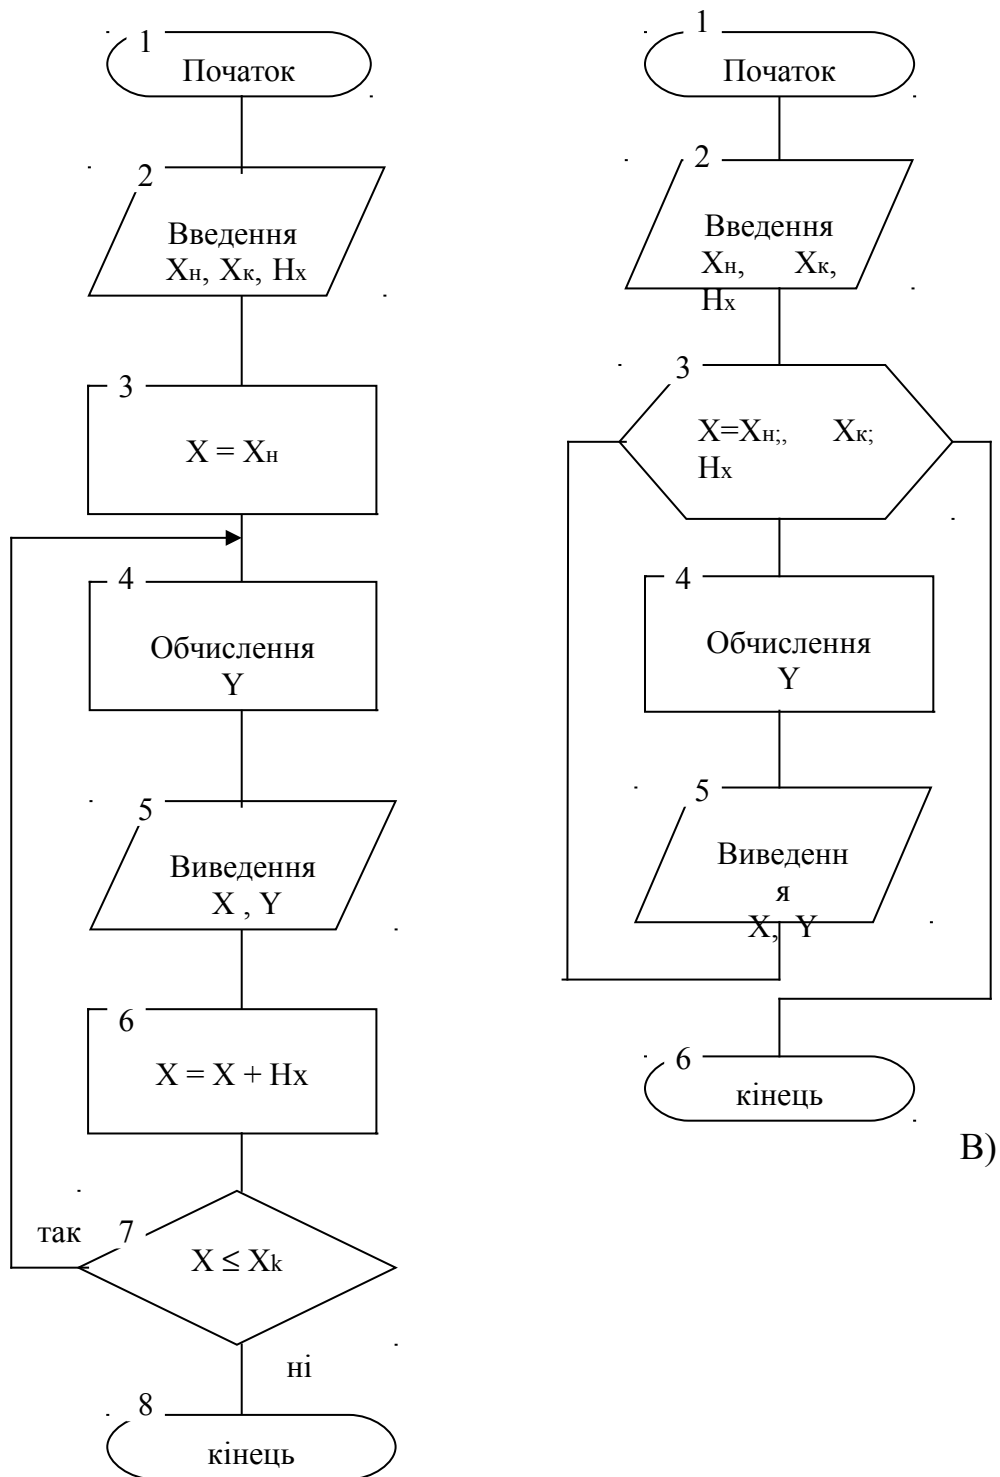 1
Початок
2
Введення
Xн, Xк, Hx
3
X = Xн
4
Обчислення
Y
5
Виведення
X , Y
6
X = X + Hx
так
7
X ≤ Xk
ні
8
кінець
1
Початок
2
Введення
Xн, Xк,
Hx
3
X=Xн;, Xк;
Hx
4
Обчислення
Y
5
Виведенн
я
X, Y
6
кінець
В)